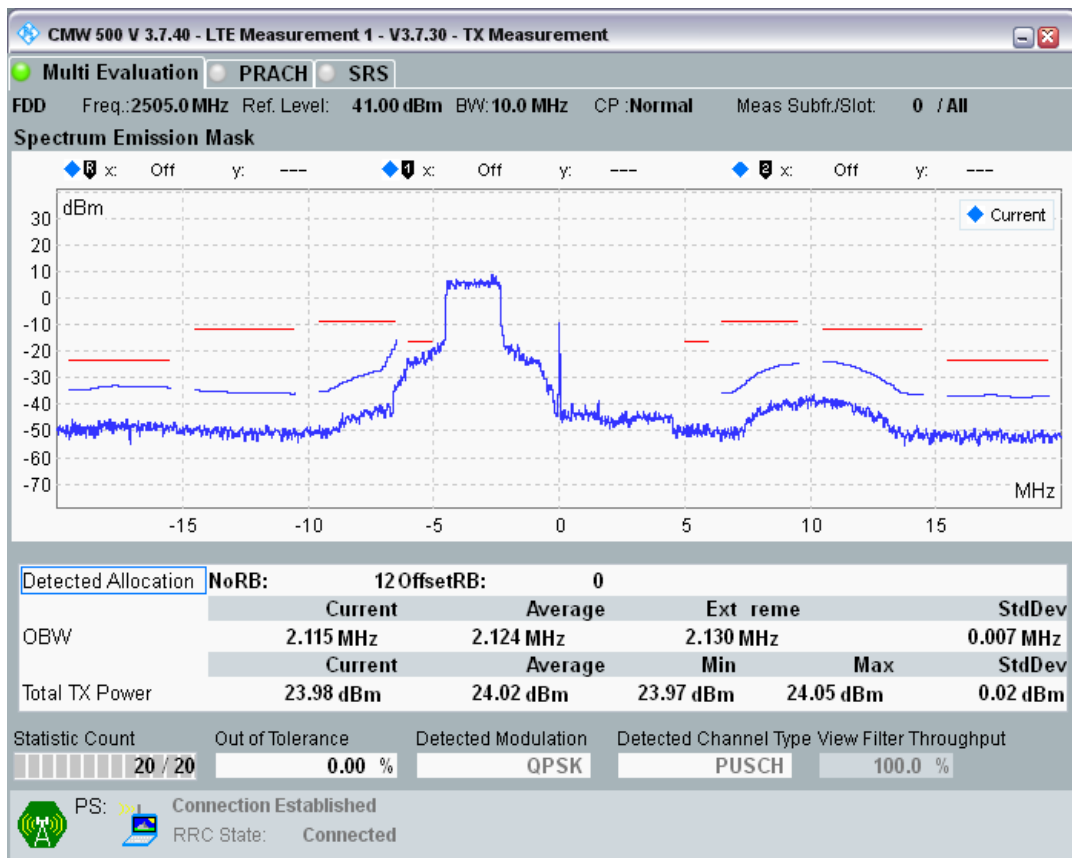 CMW 500 V 3.7.40 - LTE Measurement 1 - V3.7.30 - TX Measurement
Multi Evaluation PRACH SRS
FDD Freq.:2505.0 MHz Ref. Level: 41.00 dBm BW:10.0 MHz CP :Normal Meas Subfr./Slot: 0 / All
Spectrum Emission Mask
R x: Off y: --- 1 x: Off y: --- 2 x: Off y: ---
dBm
Current
30
20
10
0
-10
-20
-30
-40
-50
-60
-70
MHz
-15 -10 -5 0 5 10 15
Detected Allocation NoRB: 12 OffsetRB: 0
Current Average Ext reme StdDev
OBW 2.115 MHz 2.124 MHz 2.130 MHz 0.007 MHz
Current Average Min Max StdDev
Total TX Power 23.98 dBm 24.02 dBm 23.97 dBm 24.05 dBm 0.02 dBm
Statistic Count Out of Tolerance Detected Modulation Detected Channel Type View Filter Throughput
20 / 20 0.00 % QPSK PUSCH 100.0 %
PS: Connection Established
RRC State: Connected